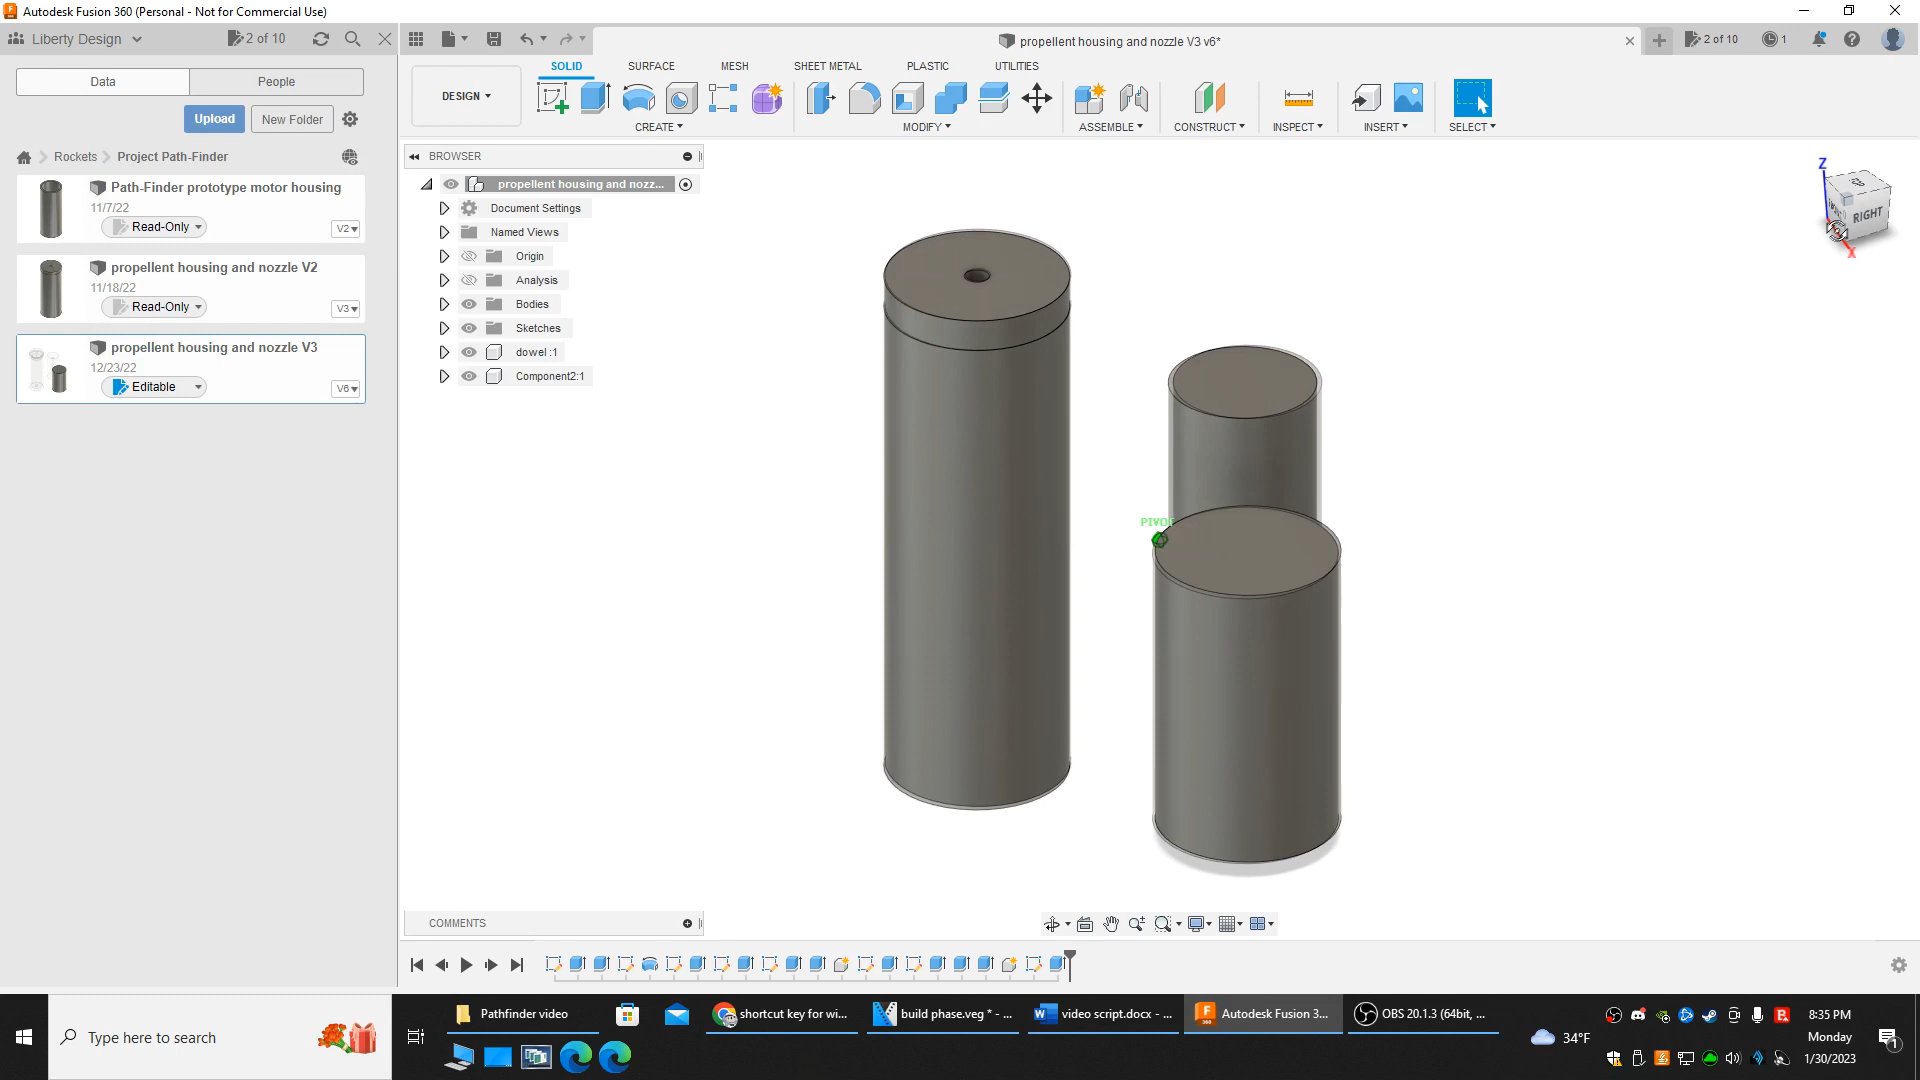 Autodesk Fusion 360 (Personal - Not for Commercial Use)
Liberty Design
2 of 10
propellent housing and nozzle V3 v6*
2 of 10
1
Data
People
SOLID
SURFACE
MESH
SHEET METAL
PLASTIC
UTILITIES
DESIGN
CREATE
MODIFY
ASSEMBLE
CONSTRUCT
INSPECT
INSERT
SELECT
Upload
New Folder
Rockets
Project Path-Finder
Path-Finder prototype motor housing
11/7/22
Read-Only
V2
propellent housing and nozzle V2
11/18/22
Read-Only
V3
propellent housing and nozzle V3
12/23/22
Editable
V6
BROWSER
propellent housing and nozz...
Document Settings
Named Views
Origin
Analysis
Bodies
Sketches
dowel :1
Component2:1
Z
TOP
RIGHT
X
PIVOT
COMMENTS
Type here to search
Pathfinder video
shortcut key for wi...
build phase.veg * - ...
video script.docx - ...
Autodesk Fusion 3...
OBS 20.1.3 (64bit, ...
34°F
8:35 PM
Monday
1/30/2023
1